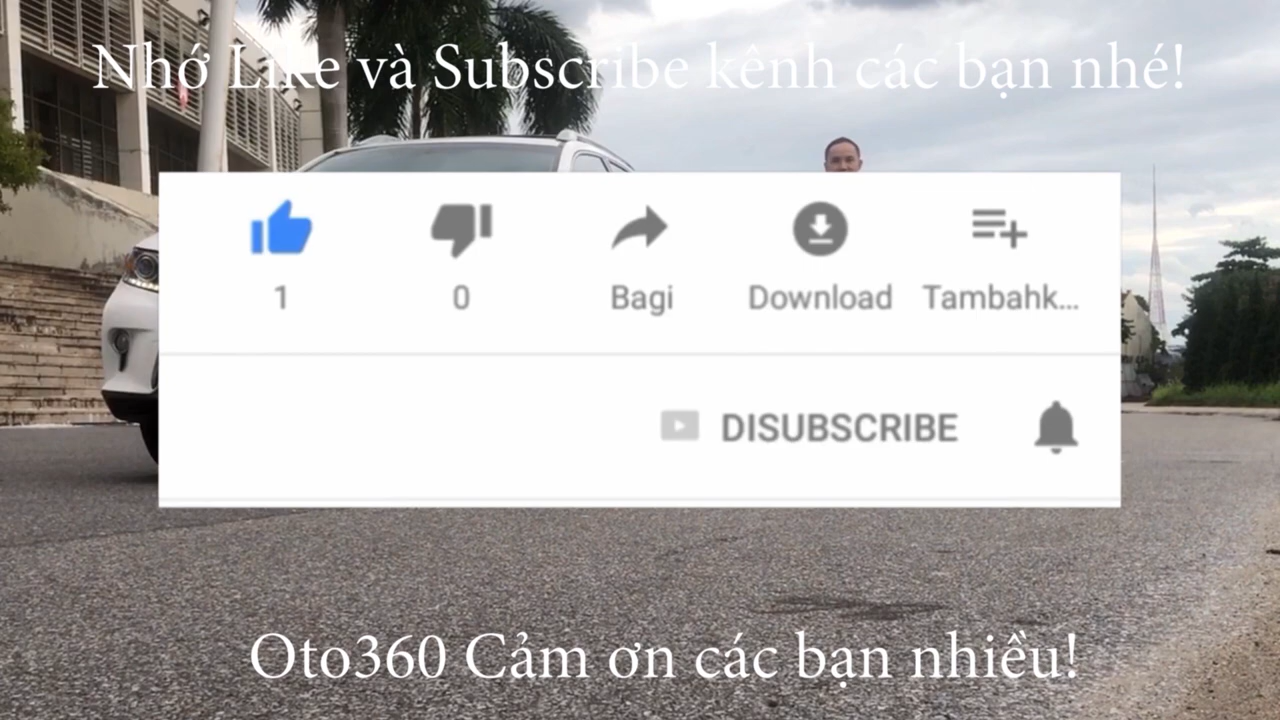 Nhớ Like và Subscribe kênh các bạn nhé!
1 0 Bagi Download Tambahk...
DISUBSCRIBE
Oto360 Cảm ơn các bạn nhiều!